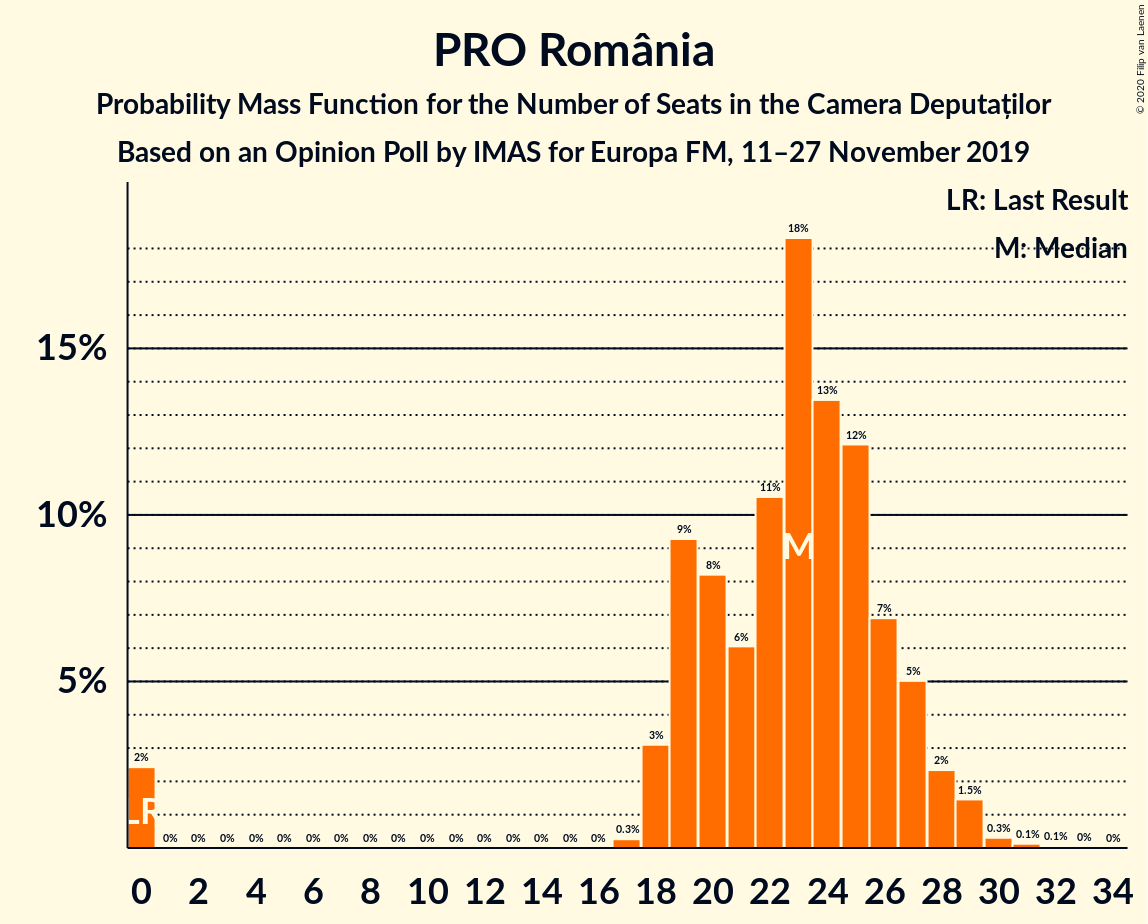 PRO România
Probability Mass Function for the Number of Seats in the Camera Deputaților
Based on an Opinion Poll by IMAS for Europa FM, 11–27 November 2019
© 2020 Filip van Laenen
LR: Last Result
M: Median
18%
15%
13%
12%
11%
10%
9%
8%
7%
6%
5%
5%
3%
2%
2%
1.5%
0.3%
0.3%
0.1%
0.1%
0%
0%
0% 0% 0% 0% 0% 0% 0% 0% 0% 0% 0% 0% 0% 0% 0% 0%
M
LR
0 2 4 6 8 10 12 14 16 18 20 22 24 26 28 30 32 34